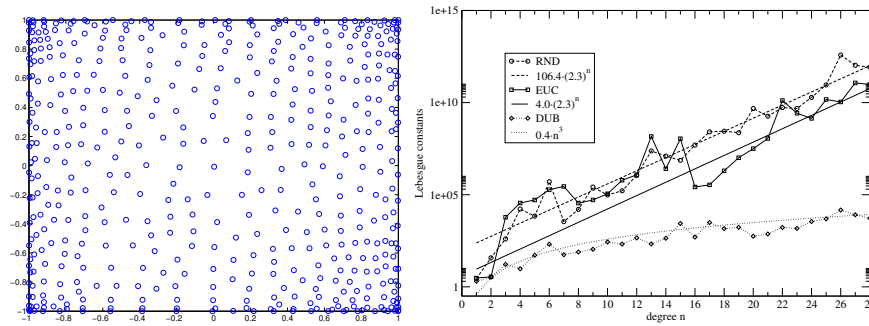 1
0.8
0.6
0.4
0.2
0
-0.2
-0.4
-0.6
-0.8
-1
-1 -0.8 -0.6 -0.4 -0.2 0 0.2 0.4 0.6 0.8 1
1e+15
1e+10
1e+05
1
Lebesgue constants
RND
106.4·(2.3)ⁿ
EUC
4.0·(2.3)ⁿ
DUB
0.4·n³
0 2 4 6 8 10 12 14 16 18 20 22 24 26 28
degree n